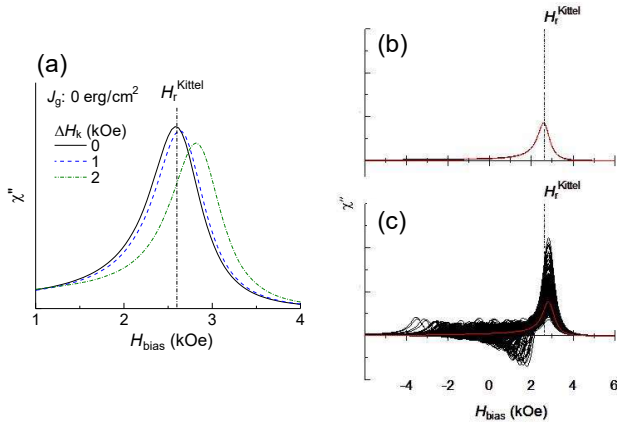 (a)
J_g: 0 erg/cm²
H_r^Kittel
ΔH_k (kOe)
0
1
2
χ"
1 2 3 4
H_bias (kOe)
(b)
H_r^Kittel
(c)
H_r^Kittel
χ"
-4 -2 0 2 4 6
H_bias (kOe)